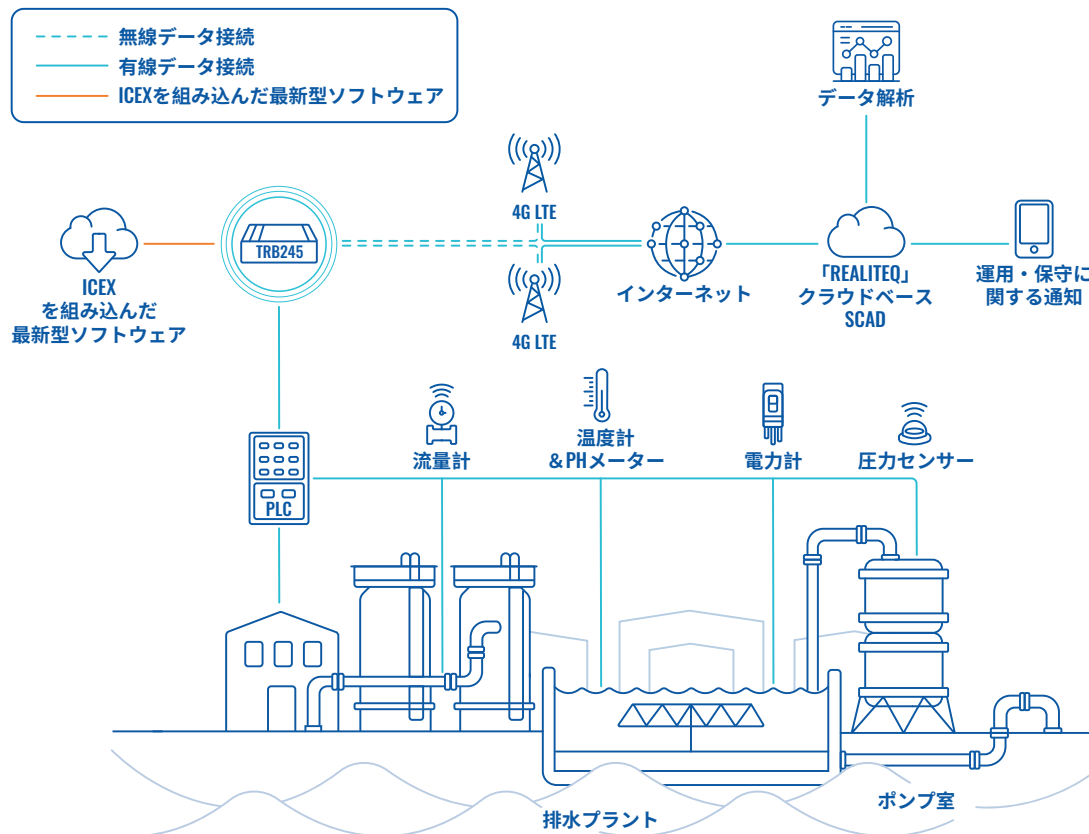 無線データ接続
有線データ接続
ICEXを組み込んだ最新型ソフトウェア
データ解析
4G LTE
TRB245
ICEX
を組み込んだ
最新型ソフトウェア
インターネット
「REALITEQ」
クラウドベース
SCAD
運用・保守に
関する通知
4G LTE
流量計
温度計
&PHメーター
電力計
圧力センサー
PLC
排水プラント
ポンプ室